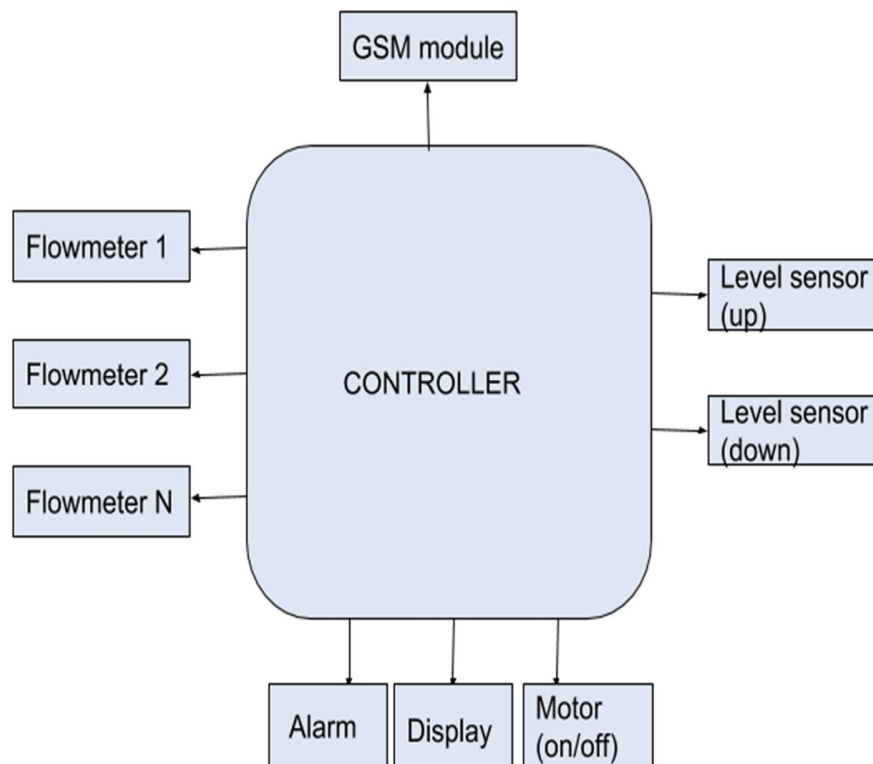 GSM module
Flowmeter 1
Flowmeter 2
Flowmeter N
CONTROLLER
Level sensor
(up)
Level sensor
(down)
Alarm
Display
Motor
(on/off)